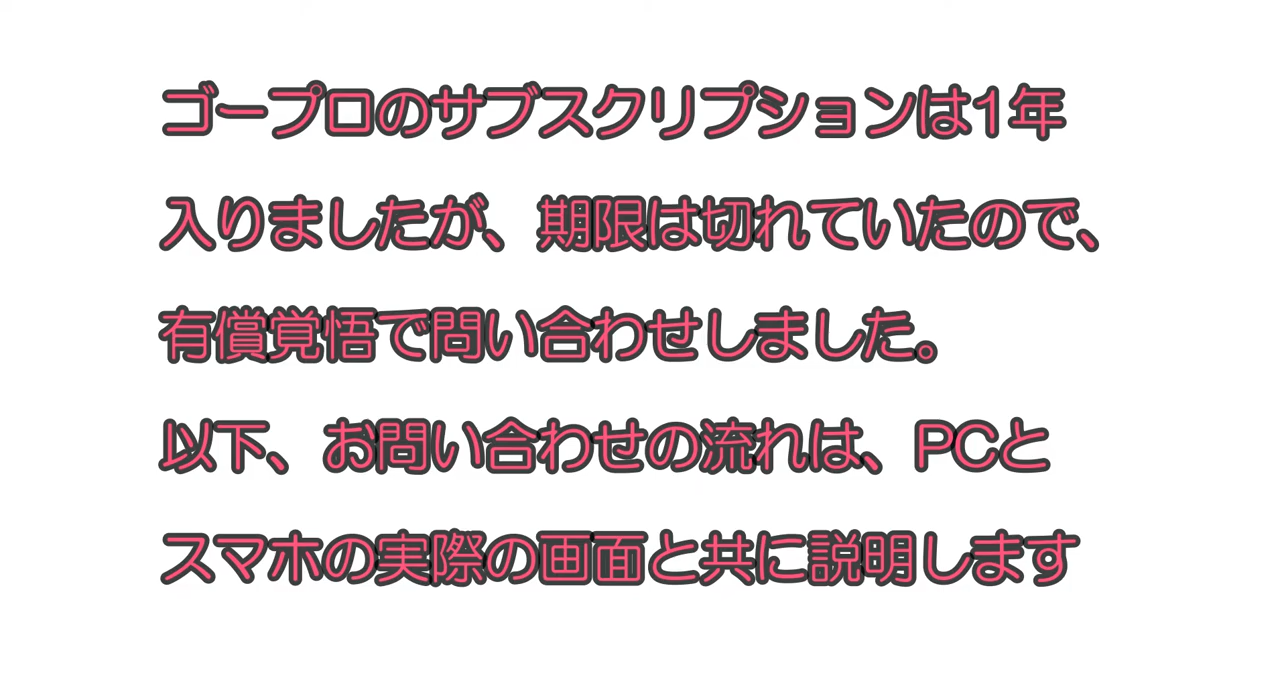 ゴープロのサブスクリプションは1年
入りましたが、期限は切れていたので、
有償覚悟で問い合わせしました。
以下、お問い合わせの流れは、PCと
スマホの実際の画面と共に説明します